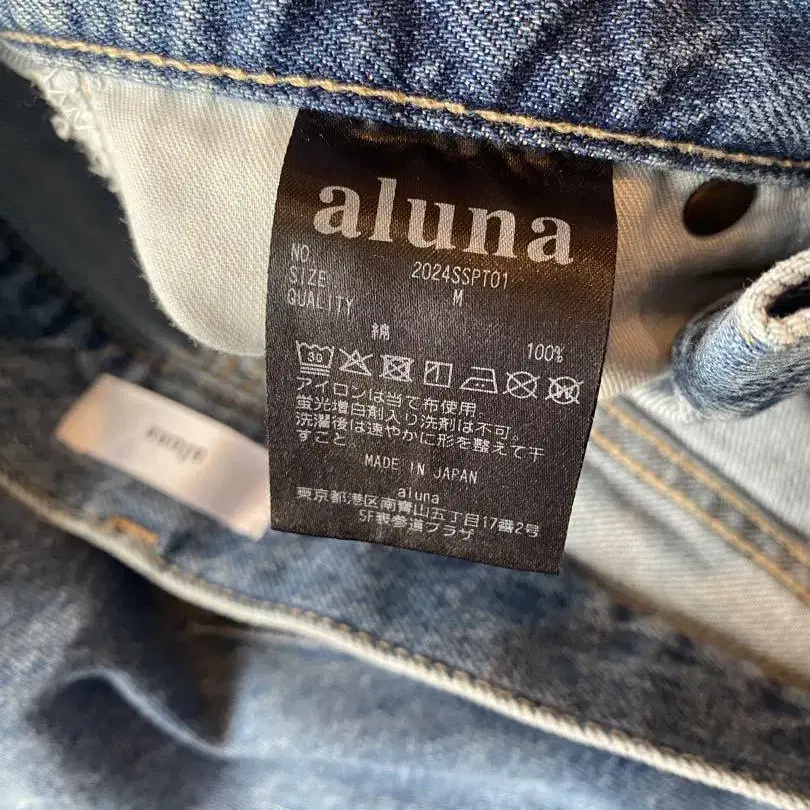 aluna
NO. 2024SSPT01
SIZE M
QUALITY
綿 100%
30
アイロンは当て布使用。
蛍光増白剤入り洗剤は不可。
洗濯後は速やかに形を整えて干
すこと
MADE IN JAPAN
aluna
東京都港区南青山五丁目17番2号
SF表参道プラザ